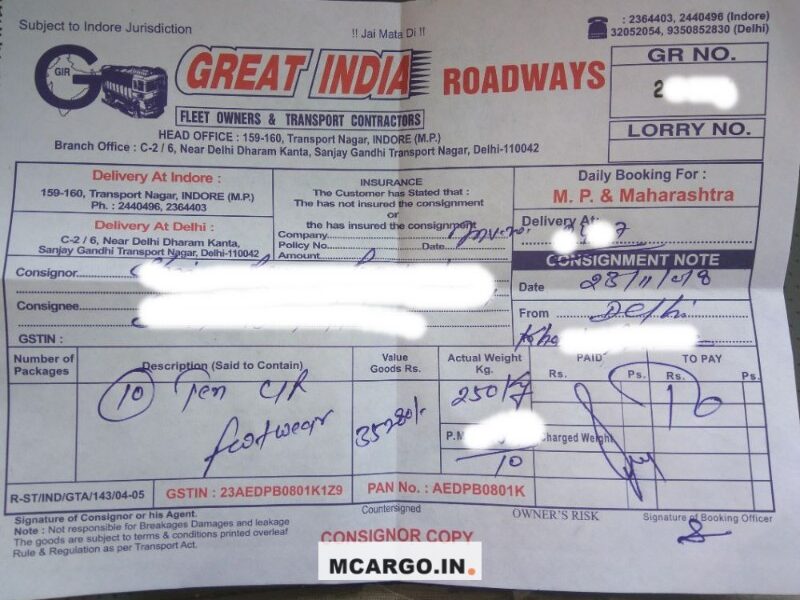 Subject to Indore Jurisdiction
!! Jai Mata Di !!
: 2364403, 2440496 (Indore)
32052054, 9350852830 (Delhi)
GIR
GREAT INDIA ROADWAYS
FLEET OWNERS & TRANSPORT CONTRACTORS
HEAD OFFICE : 159-160, Transport Nagar, INDORE (M.P.)
Branch Office : C-2 / 6, Near Delhi Dharam Kanta, Sanjay Gandhi Transport Nagar, Delhi-110042
GR NO.
2
LORRY NO.
Delivery At Indore :
159-160, Transport Nagar, INDORE (M.P.)
Ph. : 2440496, 2364403
Delivery At Delhi :
C-2 / 6, Near Delhi Dharam Kanta,
Sanjay Gandhi Transport Nagar, Delhi-110042
INSURANCE
The Customer has Stated that :
The has not insured the consignment
or
the has insured the consignment
Company
Policy No. Date
Amount
Daily Booking For :
M. P. & Maharashtra
Delivery At:
7
CONSIGNMENT NOTE
Date 23/11/018
From Delhi
Consignor
Consignee
GSTIN :
Number of Packages
Description (Said to Contain)
Value Goods Rs.
Actual Weight Kg.
PAID
Rs. Ps.
TO PAY
Rs. Ps.
10 Ten
footwear
35280/-
250 Kg
P.M
Charged Weight
10
R-ST/IND/GTA/143/04-05
GSTIN : 23AEDPB0801K1Z9
PAN No. : AEDPB0801K
Signature of Consignor or his Agent.
Note : Not responsible for Breakages Damages and leakage
The goods are subject to terms & conditions printed overleaf
Rule & Regulation as per Transport Act.
Countersigned
OWNER'S RISK
Signature of Booking Officer
CONSIGNOR COPY
MCARGO.IN.